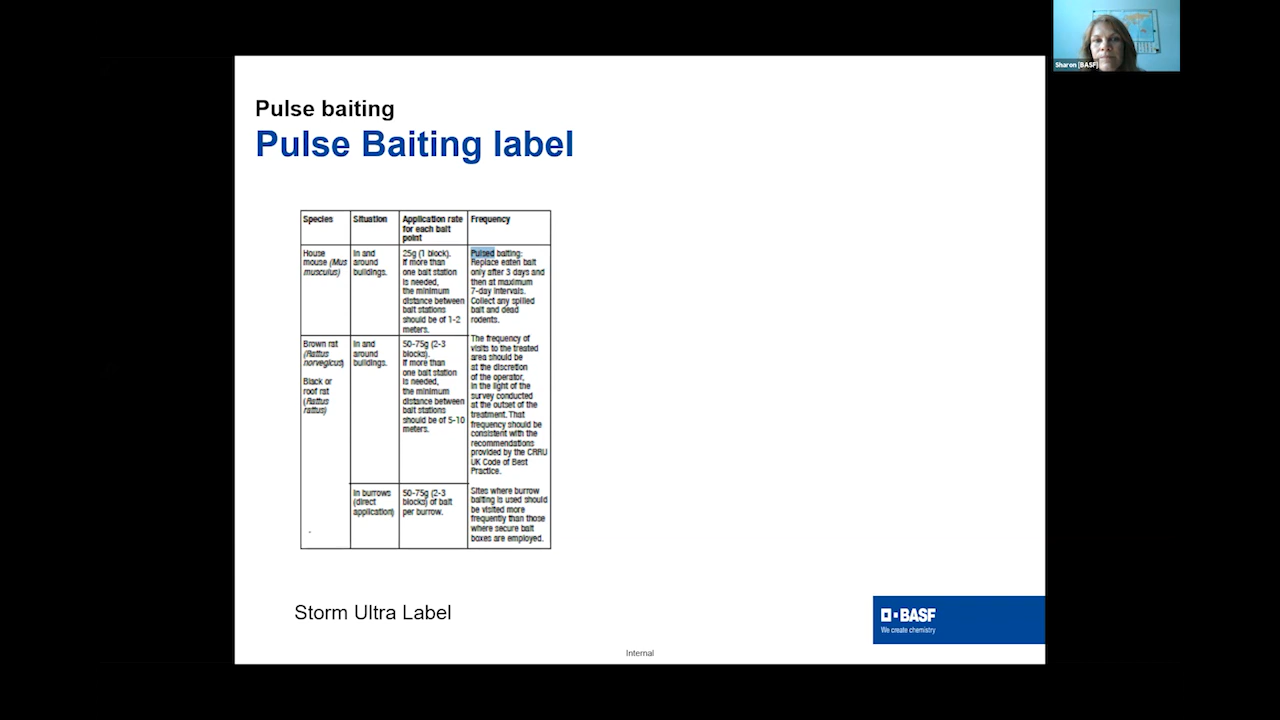 Sharon [BASF]
Pulse baiting
Pulse Baiting label
Species
Situation
Application rate
for each bait
point
Frequency
House
mouse (Mus
musculus)
In and
around
buildings.
25g (1 block).
If more than
one bait station
is needed,
the minimum
distance between
bait stations
should be of 1-2
meters.
Pulsed baiting:
Replace eaten bait
only after 3 days and
then at maximum
7-day intervals.
Collect any spilled
bait and dead
rodents.
Brown rat
(Rattus
norvegicus)
Black or
roof rat
(Rattus
rattus)
In and
around
buildings.
50-75g (2-3
blocks).
If more than
one bait station
is needed,
the minimum
distance between
bait stations
should be of 5-10
meters.
The frequency of
visits to the treated
area should be
at the discretion
of the operator,
in the light of the
survey conducted
at the outset of the
treatment. That
frequency should be
consistent with the
recommendations
provided by the CRRU
UK Code of Best
Practice.
In burrows
(direct
application)
50-75g (2-3
blocks) of bait
per burrow.
Sites where burrow
baiting is used should
be visited more
frequently than those
where secure bait
boxes are employed.
Storm Ultra Label
BASF
We create chemistry
Internal